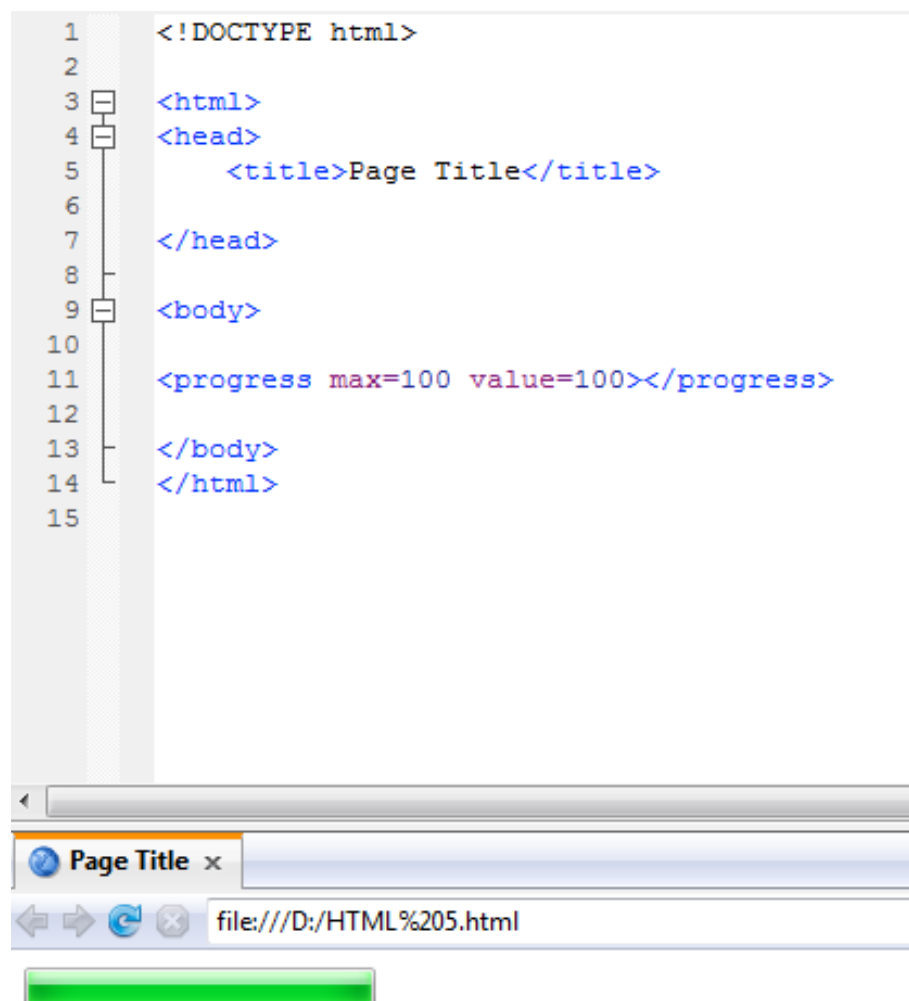 1 <!DOCTYPE html>
2
3 <html>
4 <head>
5 <title>Page Title</title>
6
7 </head>
8
9 <body>
10
11 <progress max=100 value=100></progress>
12
13 </body>
14 </html>
15
Page Title x
file:///D:/HTML%205.html